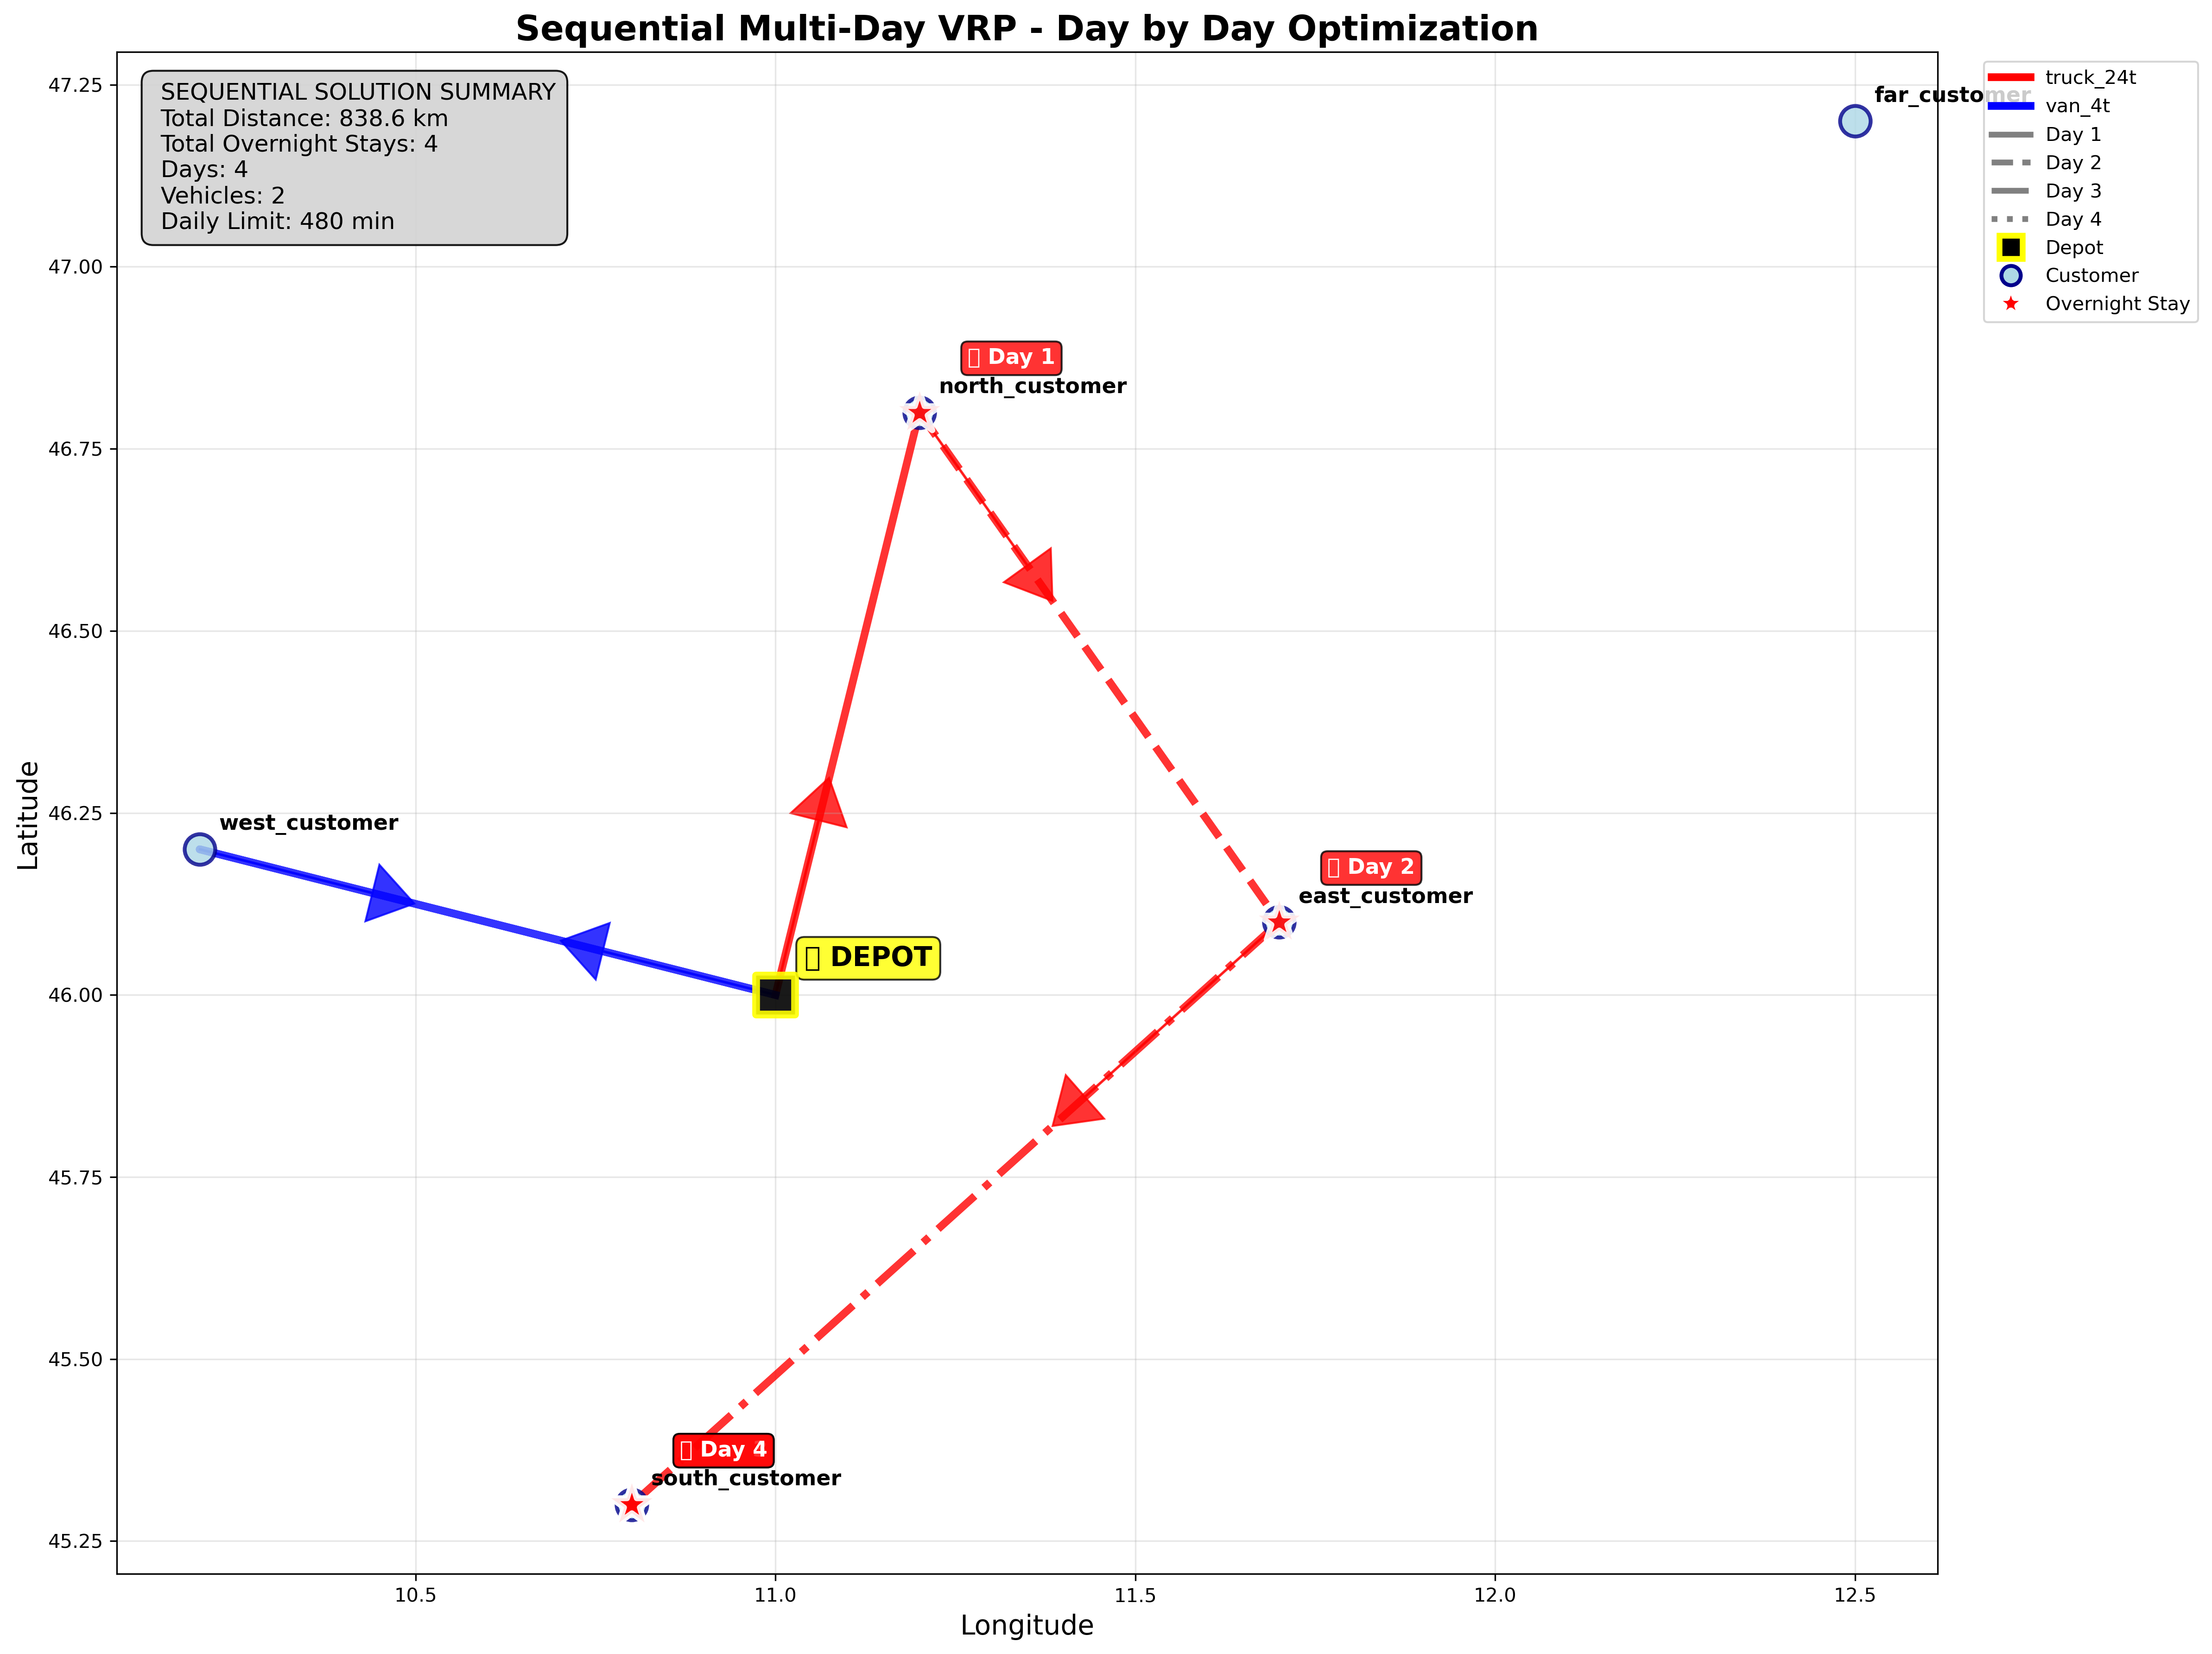 Sequential Multi-Day VRP - Day by Day Optimization
SEQUENTIAL SOLUTION SUMMARY
Total Distance: 838.6 km
Total Overnight Stays: 4
Days: 4
Vehicles: 2
Daily Limit: 480 min
far_customer
truck_24t
van_4t
Day 1
Day 2
Day 3
Day 4
Depot
Customer
Overnight Stay
Day 1
north_customer
west_customer
Day 2
east_customer
DEPOT
Day 4
south_customer
47.25
47.00
46.75
46.50
46.25
46.00
45.75
45.50
45.25
Latitude
10.5
11.0
11.5
12.0
12.5
Longitude